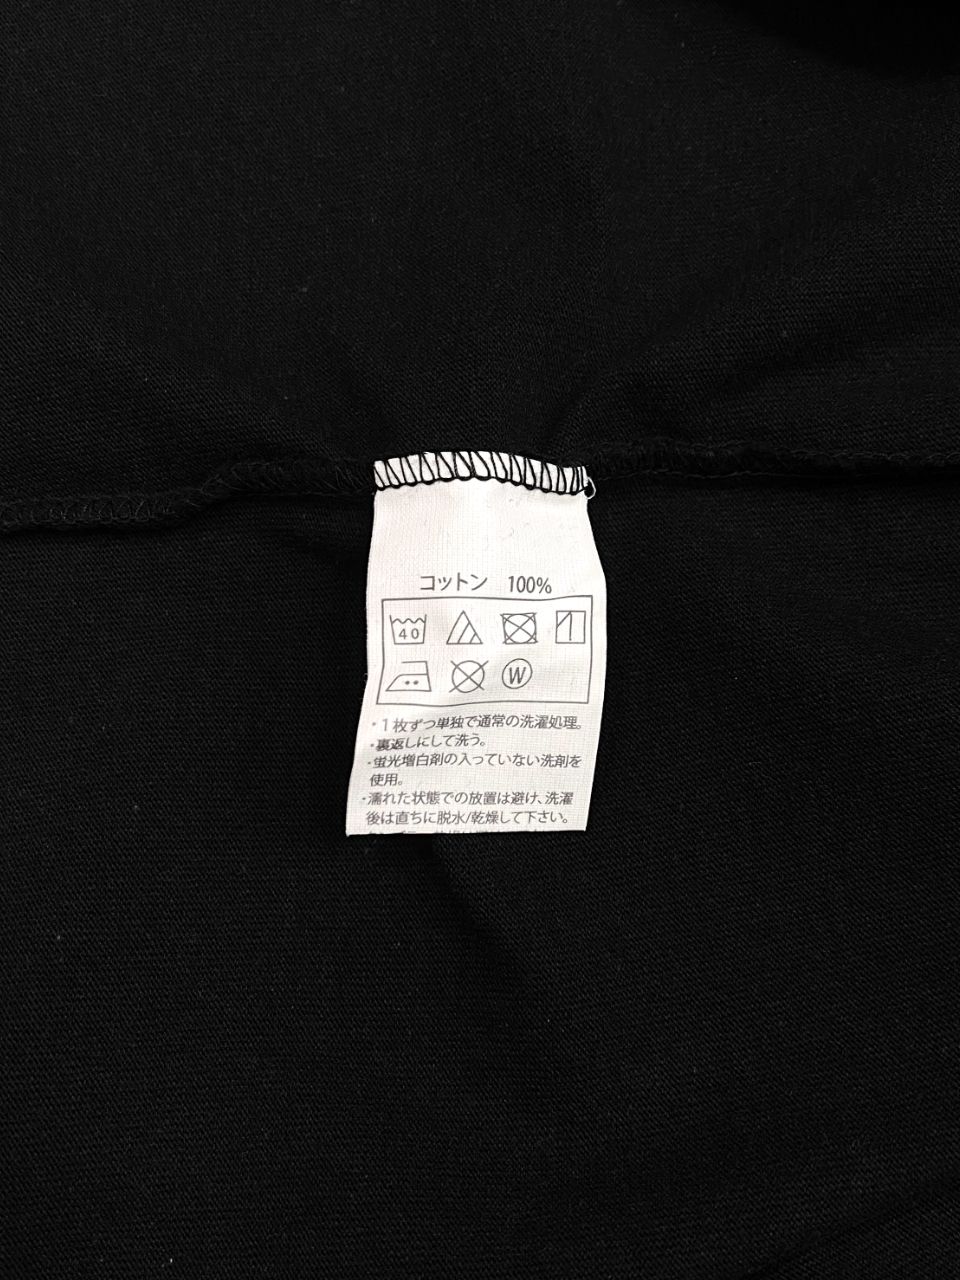 コットン 100%
40
W
・1枚ずつ単独で通常の洗濯処理。
・裏返しにして洗う。
・蛍光増白剤の入っていない洗剤を
使用。
・濡れた状態での放置は避け、洗濯
後は直ちに脱水/乾燥して下さい。